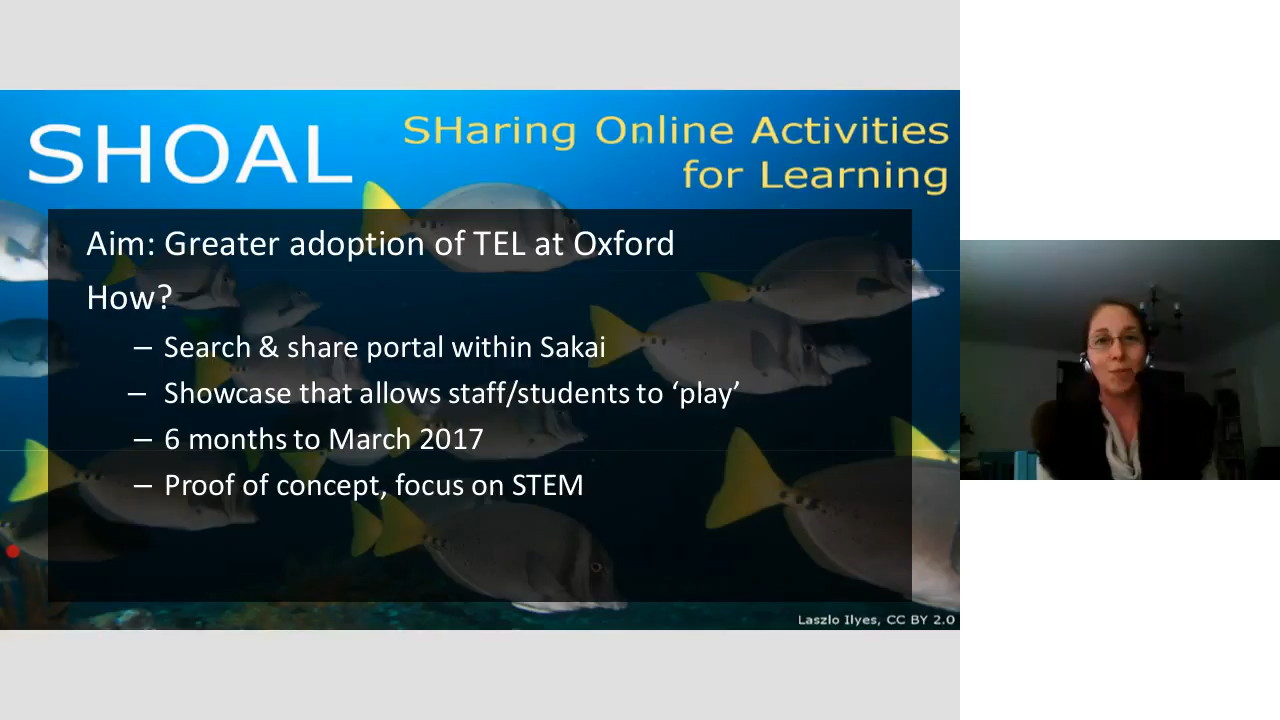 SHOAL
SHaring Online Activities
for Learning
Aim: Greater adoption of TEL at Oxford
How?
– Search & share portal within Sakai
– Showcase that allows staff/students to ‘play’
– 6 months to March 2017
– Proof of concept, focus on STEM
Laszlo Ilyes, CC BY 2.0